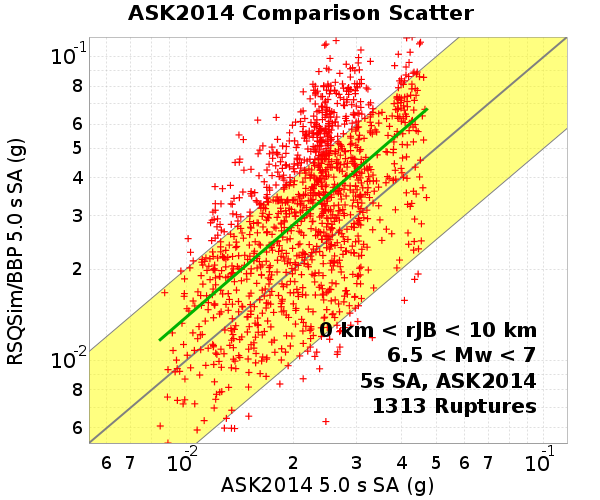 ASK2014 Comparison Scatter
RSQSim/BBP 5.0 s SA (g)
10-1
8
6
5
4
3
2
10-2
8
6
0 km < rJB < 10 km
6.5 < Mw < 7
5s SA, ASK2014
1313 Ruptures
6 7 10-2 2 3 4 6 7 10-1
ASK2014 5.0 s SA (g)